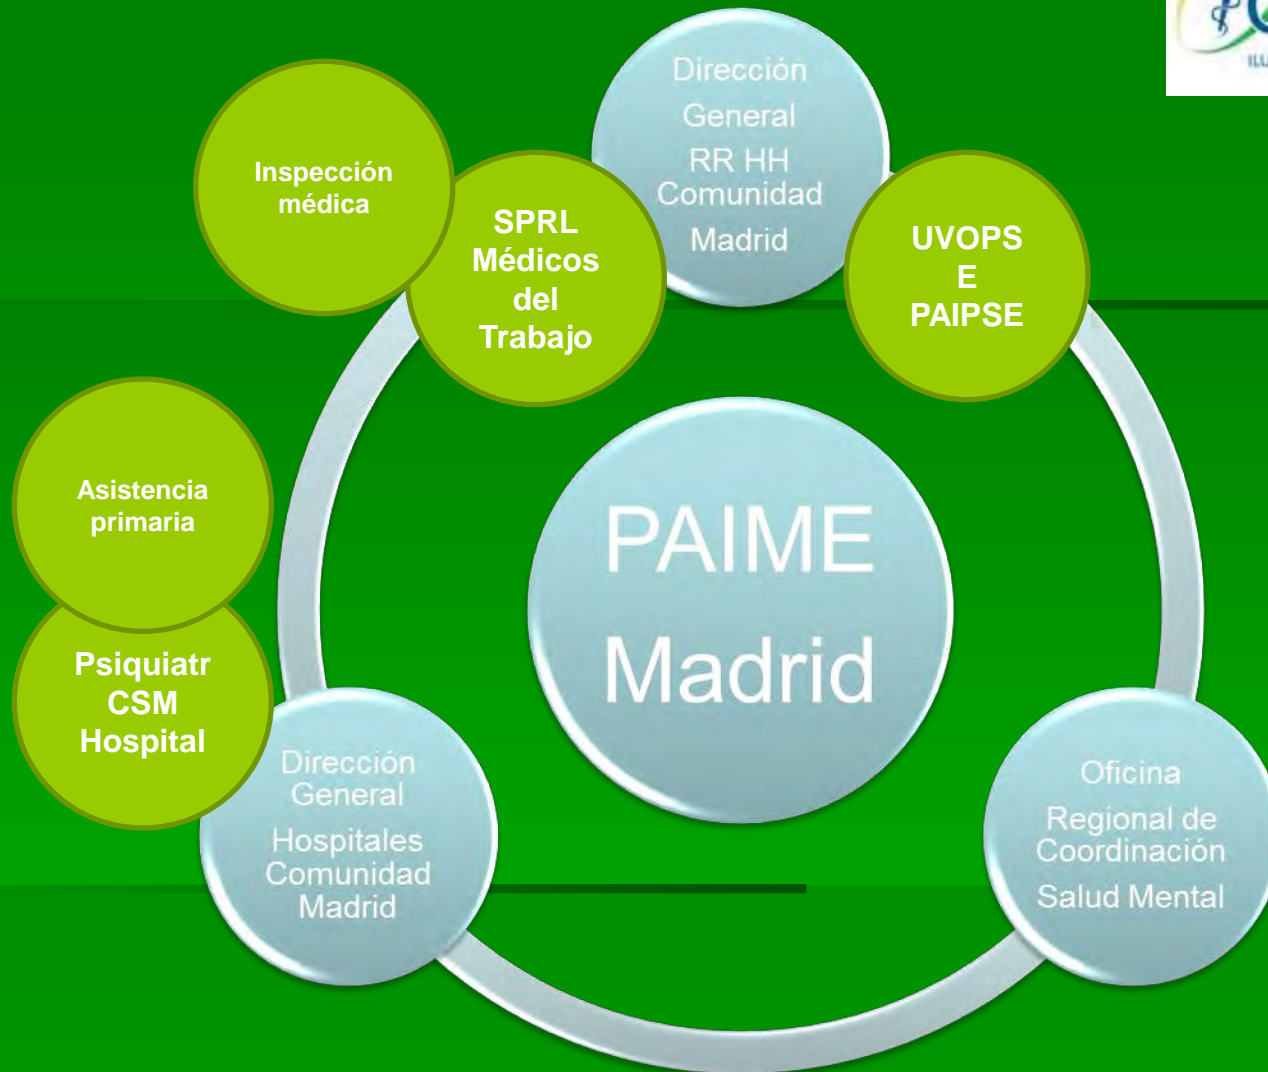 Dirección
General
RR HH
Comunidad
Madrid
Inspección
médica
SPRL
Médicos
del
Trabajo
UVOPS
E
PAIPSE
Asistencia
primaria
Psiquiatr
CSM
Hospital
PAIME
Madrid
Dirección
General
Hospitales
Comunidad
Madrid
Oficina
Regional de
Coordinación
Salud Mental